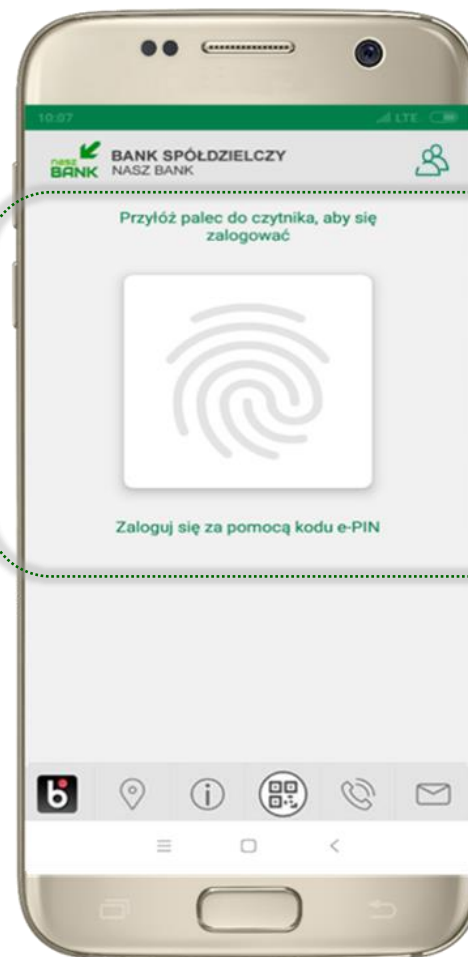 10:07 LTE
nasz BANK
BANK SPÓŁDZIELCZY
NASZ BANK
Przyłóż palec do czytnika, aby się
zalogować
Zaloguj się za pomocą kodu e-PIN